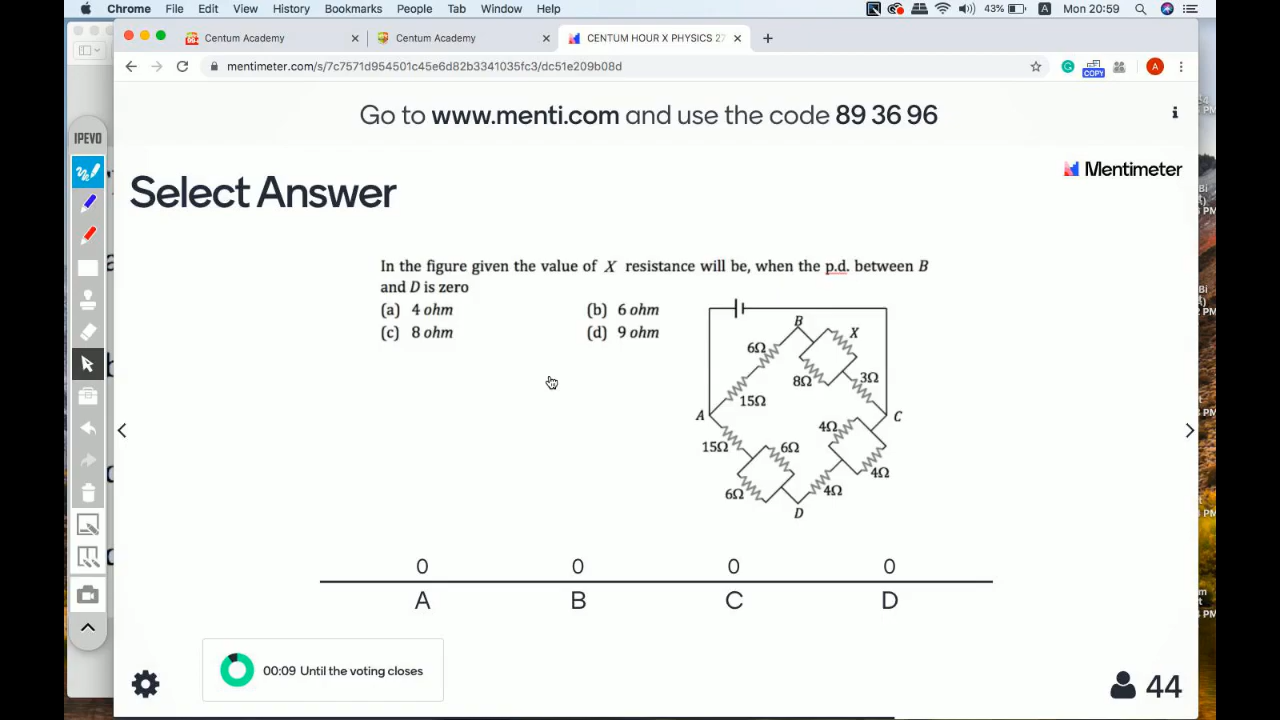 Chrome File Edit View History Bookmarks People Tab Window Help 43% A Mon 20:59
Centum Academy Centum Academy CENTUM HOUR X PHYSICS 27
mentimeter.com/s/7c7571d954501c45e6d82b3341035fc3/dc51e209b08d COPY A
Go to www.menti.com and use the code 89 36 96
IPEVO
Mentimeter
Select Answer
In the figure given the value of X resistance will be, when the p.d. between B
and D is zero
(a) 4 ohm (b) 6 ohm
(c) 8 ohm (d) 9 ohm
B
X
6Ω
8Ω
3Ω
15Ω
A
C
4Ω
15Ω
6Ω
4Ω
6Ω
4Ω
D
0 0 0 0
A B C D
00:09 Until the voting closes
44